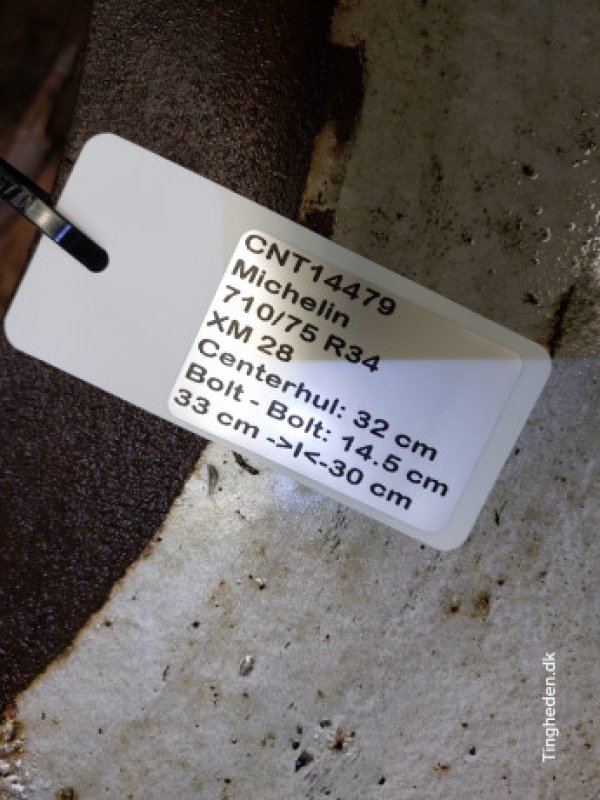 CNT14479
Michelin
710/75 R34
XM 28
Centerhul: 32 cm
Bolt - Bolt: 14.5 cm
33 cm ->I<-30 cm
Tingheden.dk